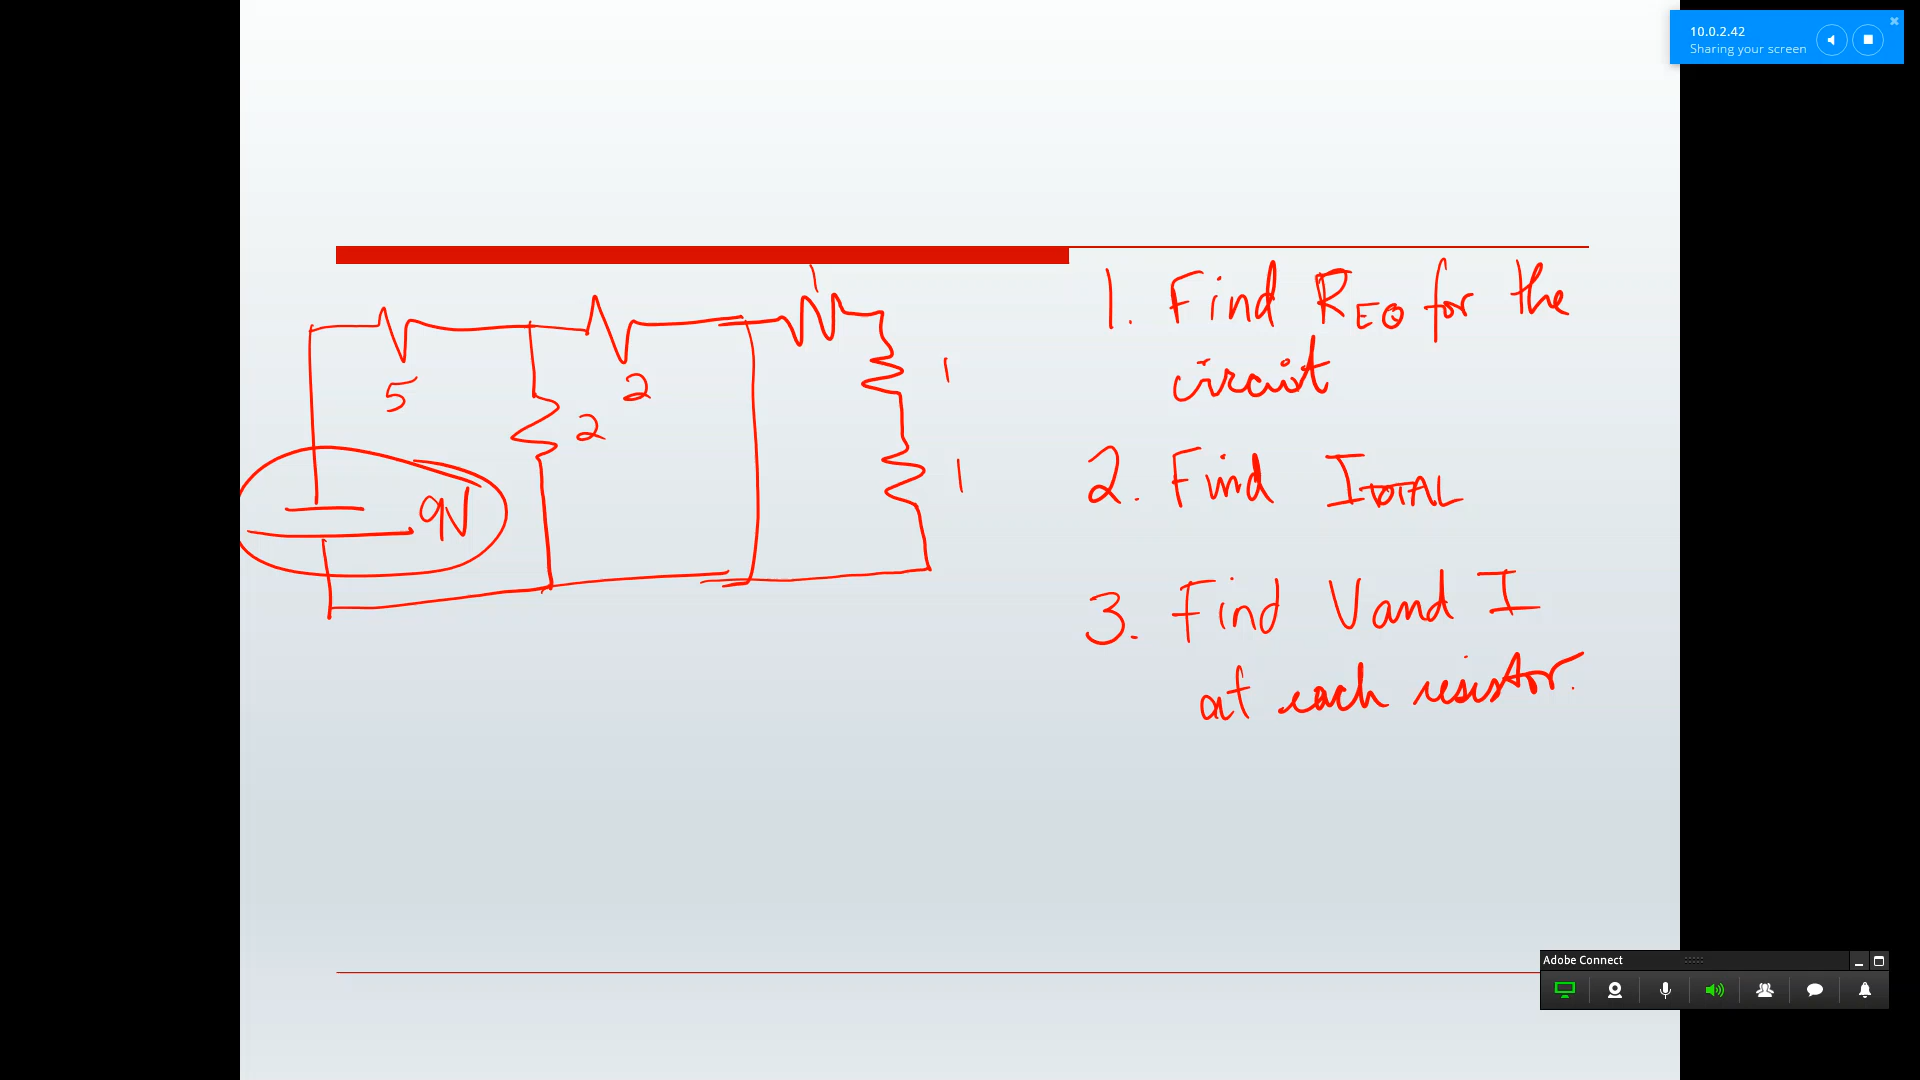 10.0.2.42
Sharing your screen
1. Find REQ for the
circuit
2. Find ITOTAL
3. Find V and I
at each resistor.
1
5
2
2
1
1
9V
Adobe Connect